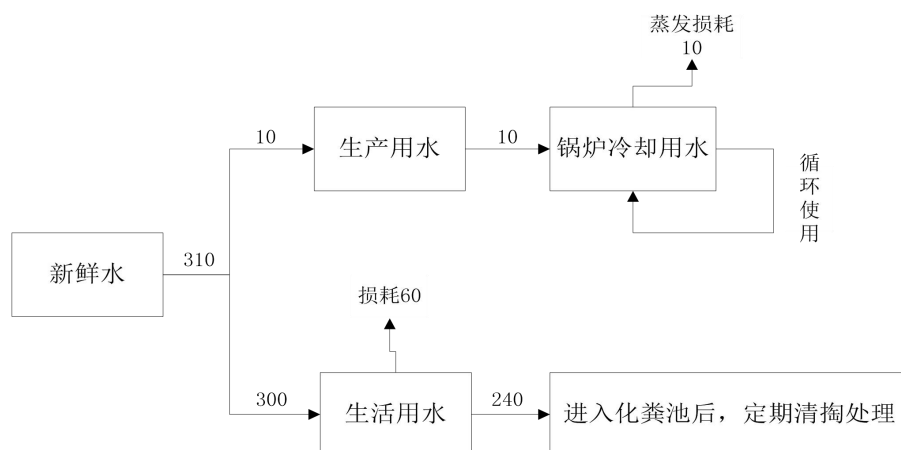 蒸发损耗
10
10
生产用水
10
锅炉冷却用水
循环使用
新鲜水
310
损耗60
300
生活用水
240
进入化粪池后，定期清掏处理